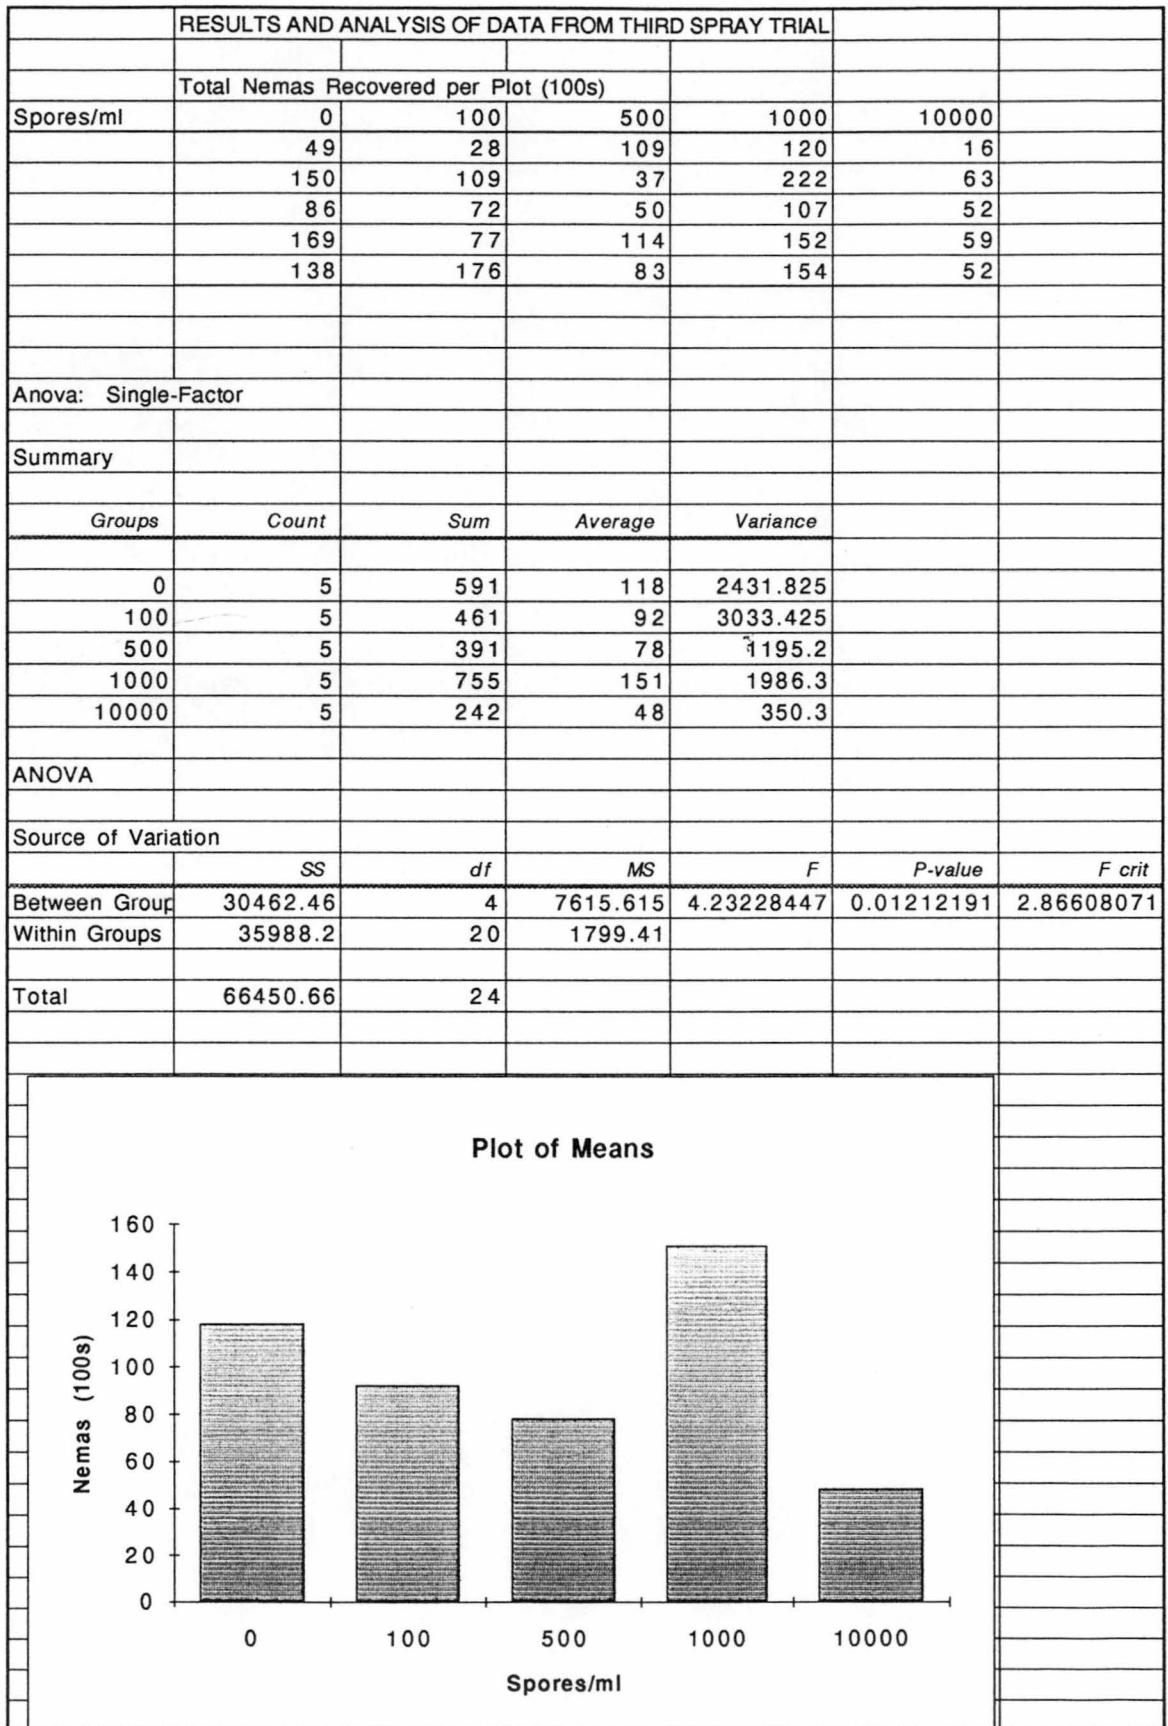 RESULTS AND ANALYSIS OF DATA FROM THIRD SPRAY TRIAL
Total Nemas Recovered per Plot (100s)
Spores/ml 0 100 500 1000 10000
49 28 109 120 16
150 109 37 222 63
86 72 50 107 52
169 77 114 152 59
138 176 83 154 52
Anova: Single-Factor
Summary
Groups Count Sum Average Variance
0 5 591 118 2431.825
100 5 461 92 3033.425
500 5 391 78 1195.2
1000 5 755 151 1986.3
10000 5 242 48 350.3
ANOVA
Source of Variation
SS df MS F P-value F crit
Between Group 30462.46 4 7615.615 4.23228447 0.01212191 2.86608071
Within Groups 35988.2 20 1799.41
Total 66450.66 24
Plot of Means
160
140
120
100
80
60
40
20
0
Nemas (100s)
0 100 500 1000 10000
Spores/ml